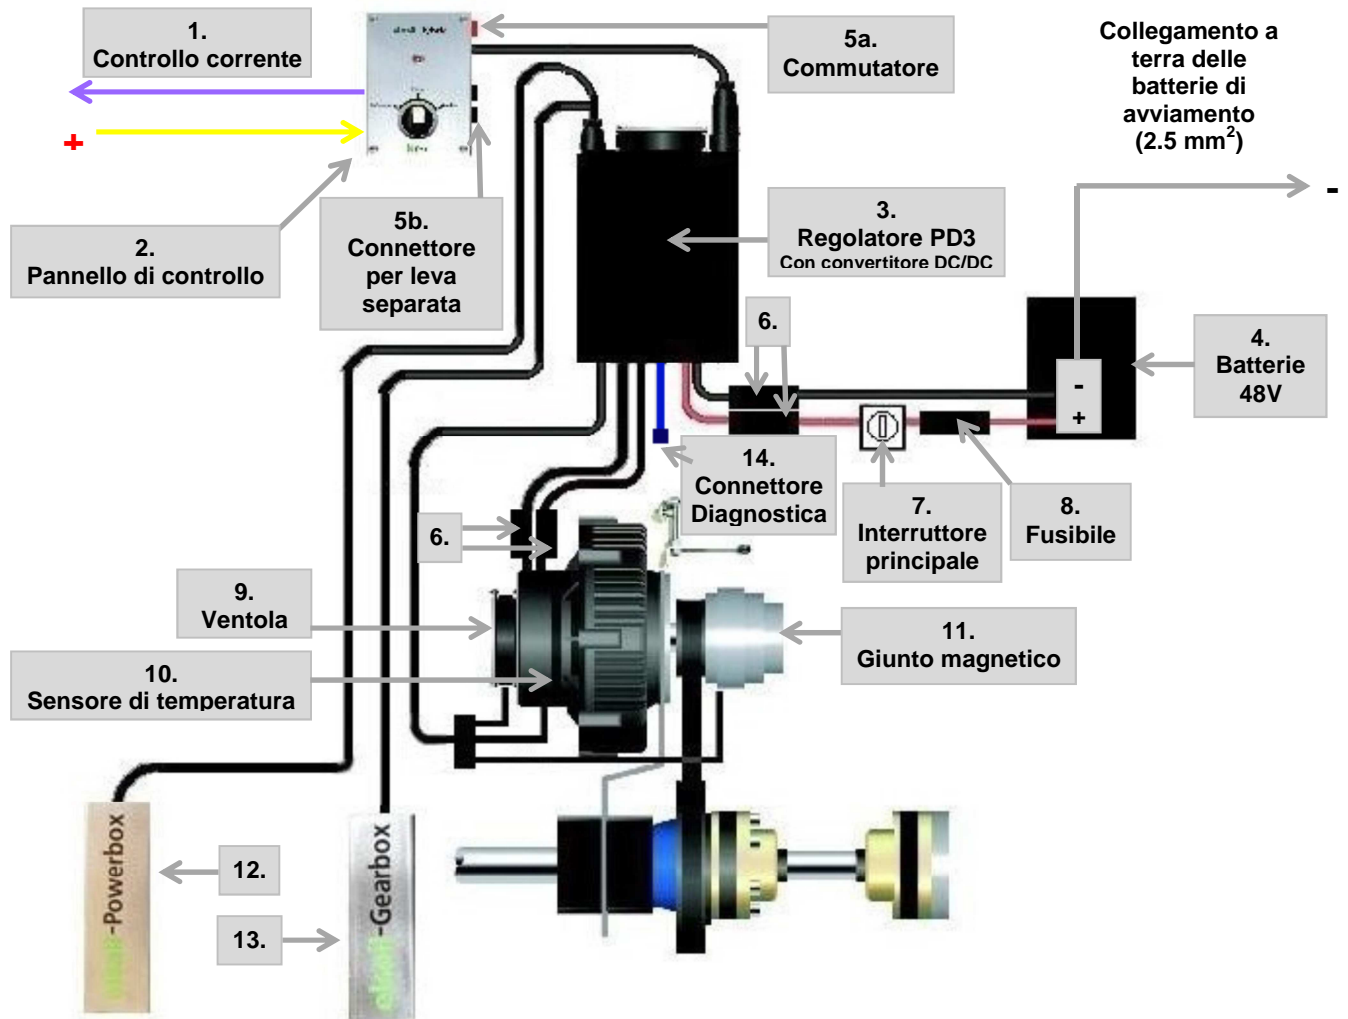 1.
Controllo corrente
5a.
Commutatore
Collegamento a
terra delle
batterie di
avviamento
(2.5 mm²)
+
-
2.
Pannello di controllo
5b.
Connettore
per leva
separata
3.
Regolatore PD3
Con convertitore DC/DC
6.
4.
Batterie
48V
-
+
14.
Connettore
Diagnostica
7.
Interruttore
principale
8.
Fusibile
6.
9.
Ventola
10.
Sensore di temperatura
11.
Giunto magnetico
12.
13.
-Powerbox
-Gearbox